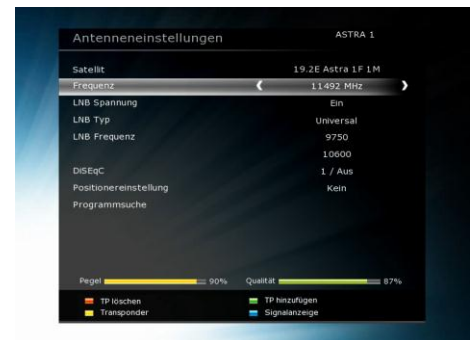 Antenneneinstellungen ASTRA 1
Satellit 19.2E Astra 1F 1M
Frequenz 11492 MHz
LNB Spannung Ein
LNB Typ Universal
LNB Frequenz 9750
10600
DiSEqC 1 / Aus
Positionereinstellung Kein
Programmsuche
Pegel 90% Qualität 87%
TP löschen TP hinzufügen
Transponder Signalanzeige